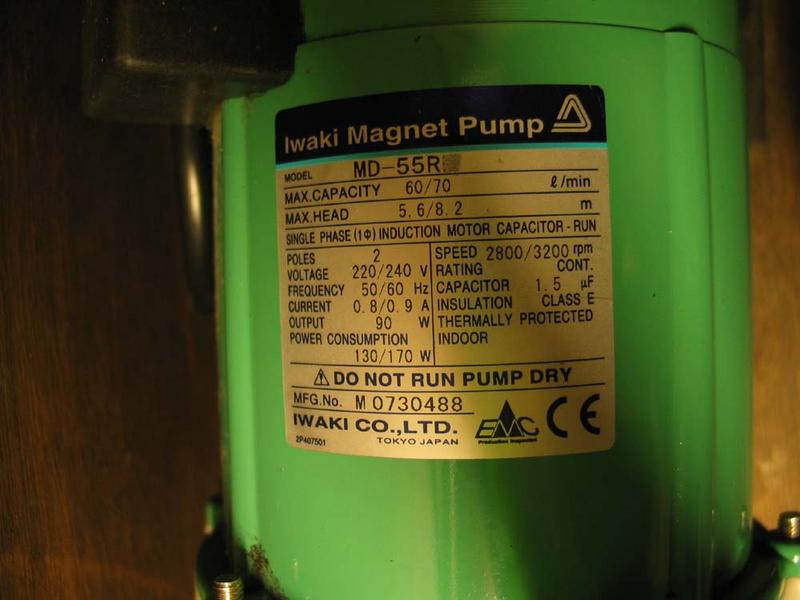 Iwaki Magnet Pump
MODEL MD-55R
MAX.CAPACITY 60/70 ℓ/min
MAX.HEAD 5.6/8.2 m
SINGLE PHASE (1Φ) INDUCTION MOTOR CAPACITOR - RUN
POLES 2
VOLTAGE 220/240 V
FREQUENCY 50/60 Hz
CURRENT 0.8/0.9 A
OUTPUT 90 W
POWER CONSUMPTION
130/170 W
SPEED 2800/3200 rpm
RATING CONT.
CAPACITOR 1.5 μF
INSULATION CLASS E
THERMALLY PROTECTED
INDOOR
⚠ DO NOT RUN PUMP DRY
MFG.No. M 0730488
IWAKI CO.,LTD.
TOKYO JAPAN
2P407501
EMC
Production Inspected
CE